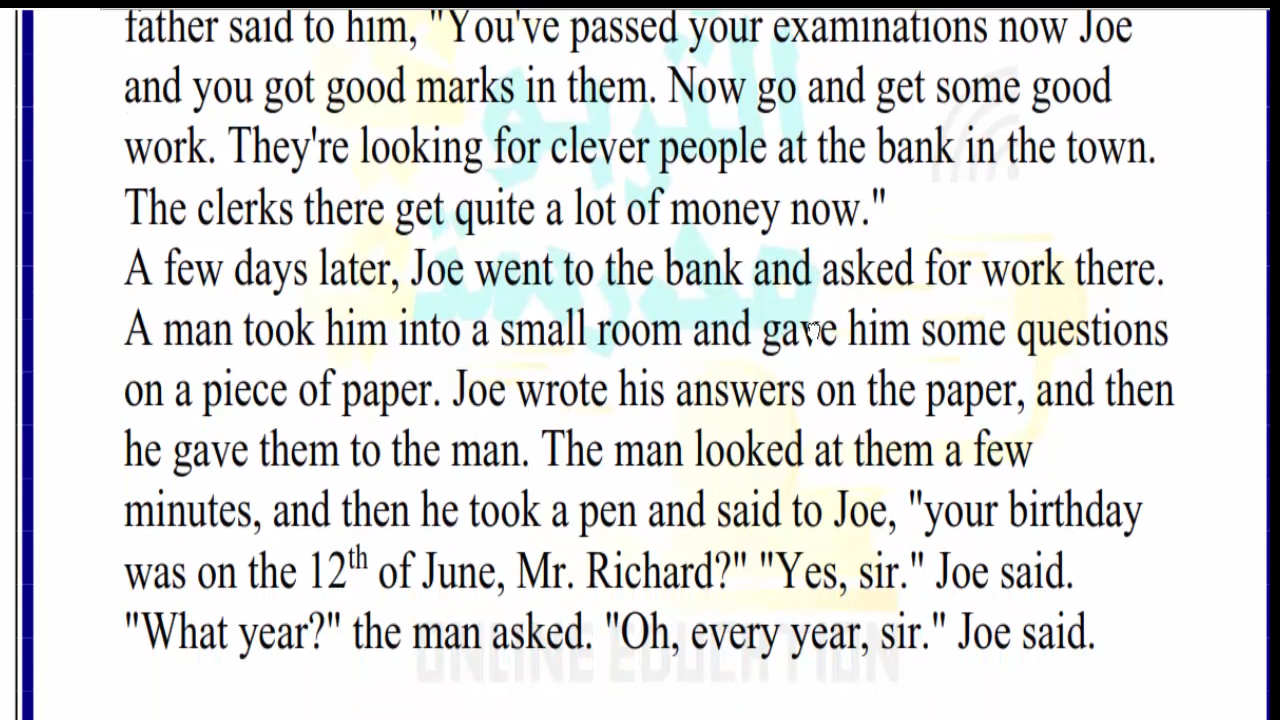 father said to him, "You've passed your examinations now Joe
and you got good marks in them. Now go and get some good
work. They're looking for clever people at the bank in the town.
The clerks there get quite a lot of money now."
A few days later, Joe went to the bank and asked for work there.
A man took him into a small room and gave him some questions
on a piece of paper. Joe wrote his answers on the paper, and then
he gave them to the man. The man looked at them a few
minutes, and then he took a pen and said to Joe, "your birthday
was on the 12th of June, Mr. Richard?" "Yes, sir." Joe said.
"What year?" the man asked. "Oh, every year, sir." Joe said.
مدرستنا
ONLINE EDUCATION